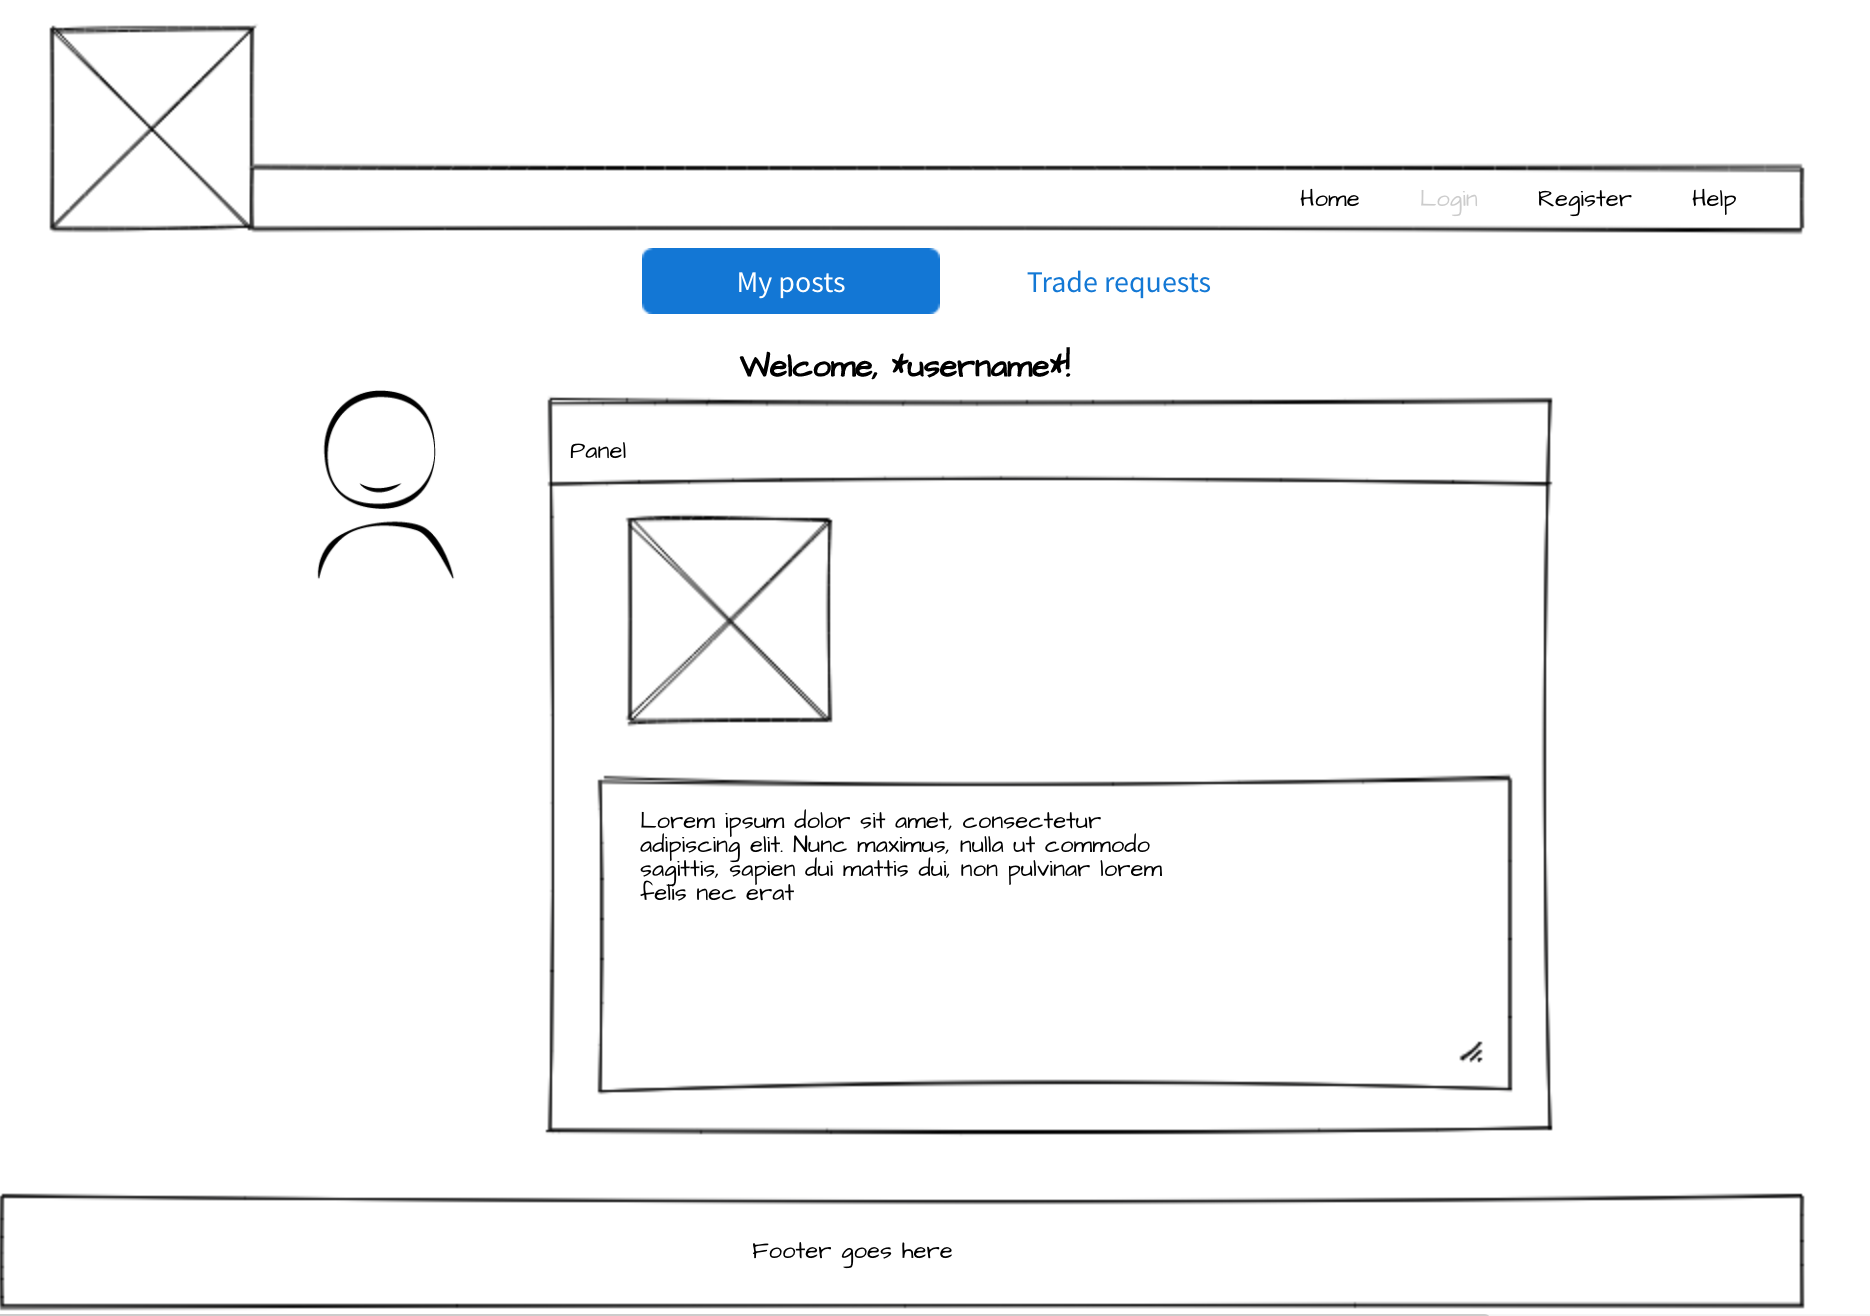 Home Login Register Help
My posts Trade requests
Welcome, *username*!
Panel
Lorem ipsum dolor sit amet, consectetur
adipiscing elit. Nunc maximus, nulla ut commodo
sagittis, sapien dui mattis dui, non pulvinar lorem
felis nec erat
Footer goes here